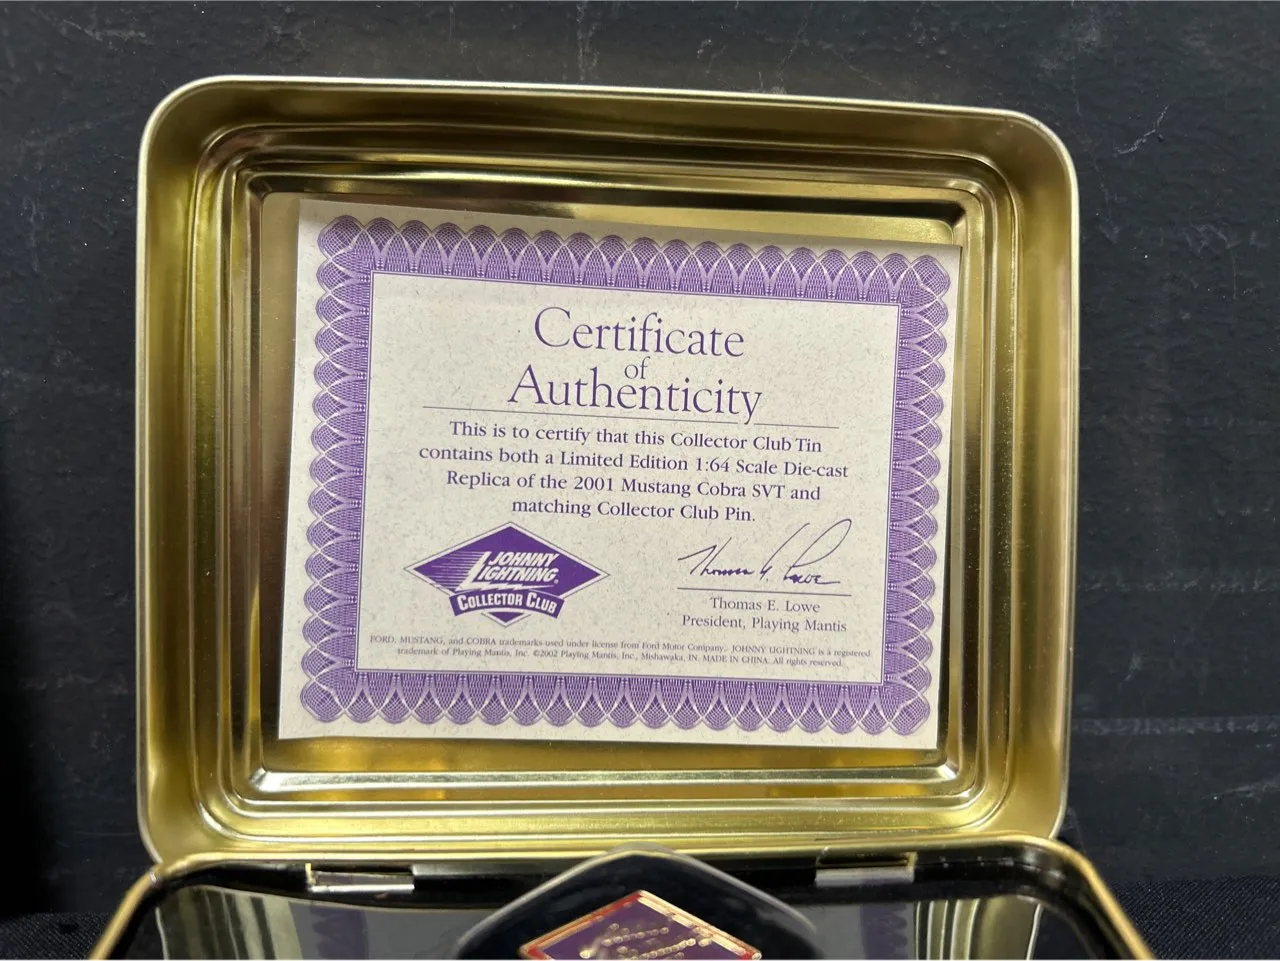 Certificate
of
Authenticity
This is to certify that this Collector Club Tin
contains both a Limited Edition 1:64 Scale Die-cast
Replica of the 2001 Mustang Cobra SVT and
matching Collector Club Pin.
JOHNNY
LIGHTNING
COLLECTOR CLUB
Thomas E. Lowe
Thomas E. Lowe
President, Playing Mantis
FORD, MUSTANG, and COBRA trademarks used under license from Ford Motor Company. JOHNNY LIGHTNING is a registered
trademark of Playing Mantis, Inc. ©2002 Playing Mantis, Inc., Mishawaka, IN. MADE IN CHINA. All rights reserved.